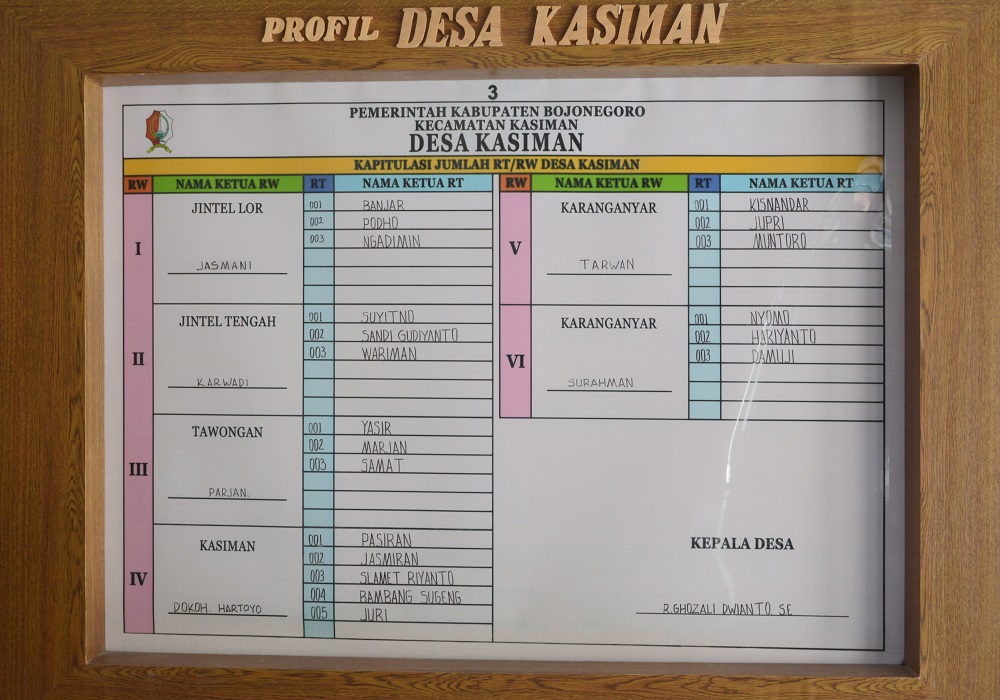 PROFIL DESA KASIMAN
3
PEMERINTAH KABUPATEN BOJONEGORO
KECAMATAN KASIMAN
DESA KASIMAN
KAPITULASI JUMLAH RT/RW DESA KASIMAN
RW NAMA KETUA RW RT NAMA KETUA RT
I JINTEL LOR JASMANI
001 BANJAR
002 PODHO
003 NGADIMIN
II JINTEL TENGAH KARWADI
001 SUYITNO
002 SANDI GUDIYANTO
003 WARIMAN
III TAWONGAN PARJAN
001 YASIR
002 MARJAN
003 SAMAT
IV KASIMAN DOKOH. HARTOYO
001 PASIRAN
002 JASMIRAN
003 SLAMET RIYANTO
004 BAMBANG SUGENG
005 JURI
RW NAMA KETUA RW RT NAMA KETUA RT
V KARANGANYAR TARWAN
001 KISNANDAR
002 JUPRI
003 MUNTORO
VI KARANGANYAR SURAHMAN
001 NYOMO
002 HARIYANTO
003 DAMUJI
KEPALA DESA
R.GHOZALI DWIANTO. SE